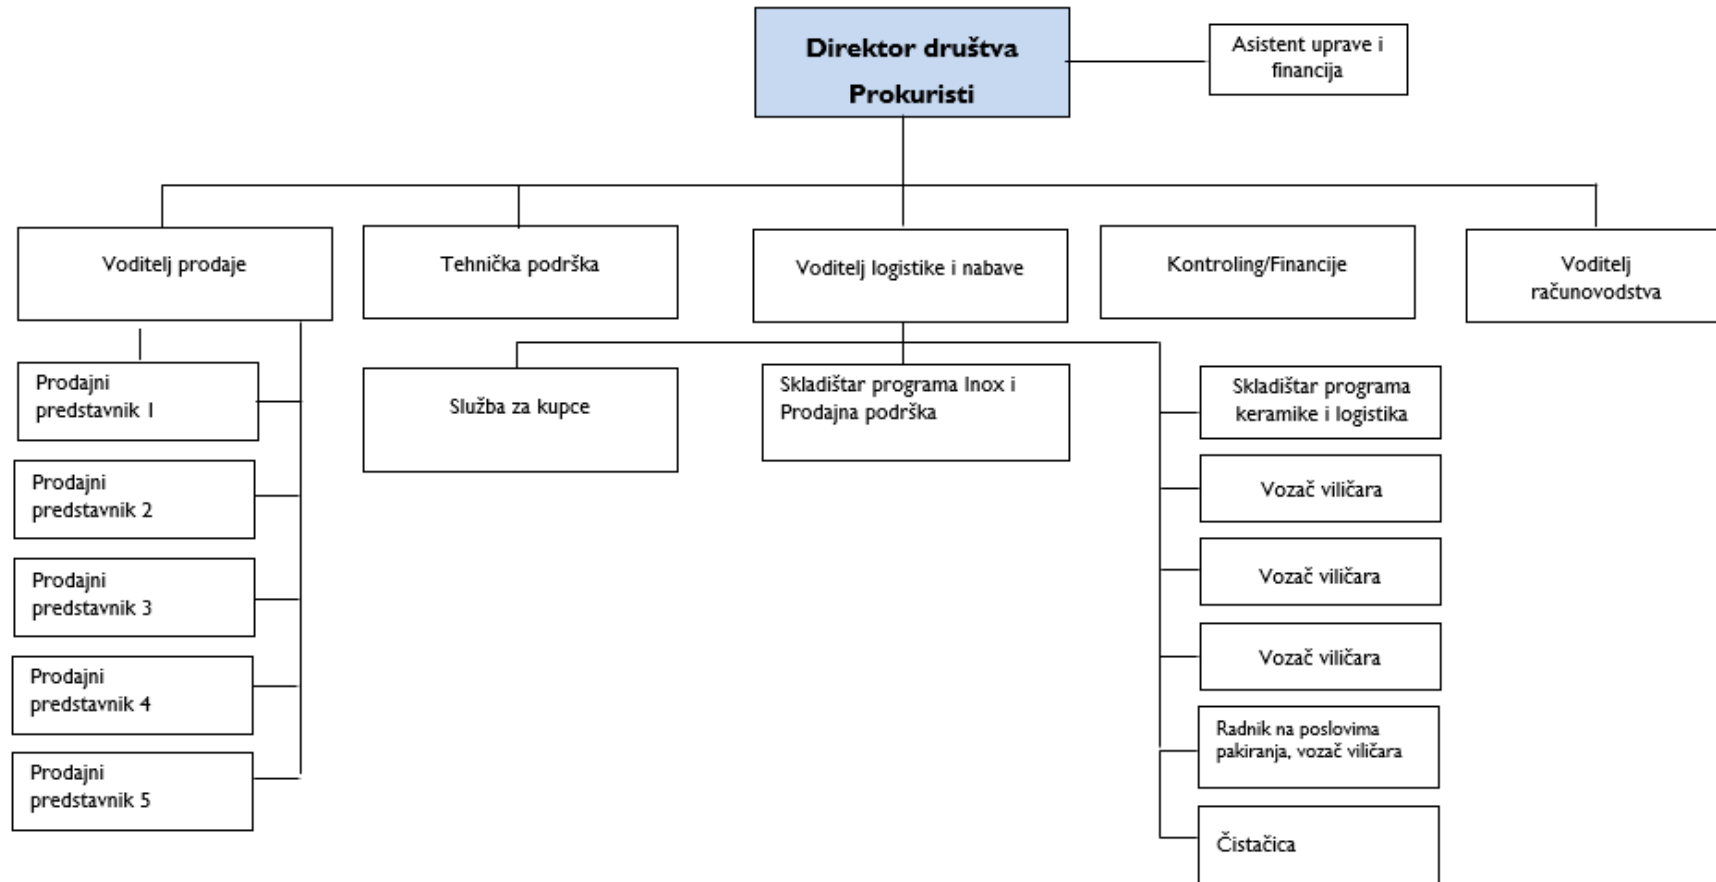 Direktor društva
Prokuristi
Asistent uprave i
financija
Voditelj prodaje
Tehnička podrška
Voditelj logistike i nabave
Kontroling/Financije
Voditelj
računovodstva
Prodajni
predstavnik 1
Služba za kupce
Skladištar programa Inox i
Prodajna podrška
Skladištar programa
keramike i logistika
Prodajni
predstavnik 2
Vozač viličara
Prodajni
predstavnik 3
Vozač viličara
Prodajni
predstavnik 4
Vozač viličara
Radnik na poslovima
pakiranja, vozač viličara
Prodajni
predstavnik 5
Čistačica